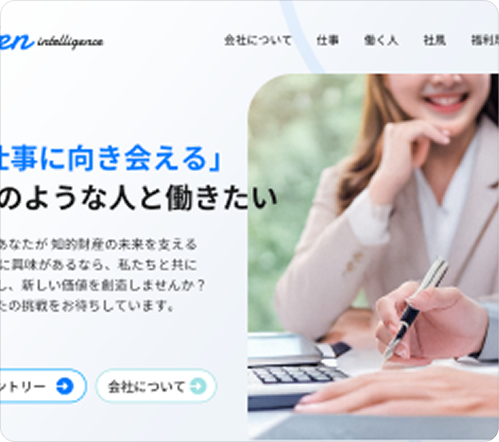 en intelligence
会社について 仕事 働く人 社風 福利
仕事に向き会える」
のような人と働きたい
あなたが 知的財産の未来を支える
に興味があるなら、私たちと共に
し、新しい価値を創造しませんか？
たの挑戦をお待ちしています。
ントリー
会社について